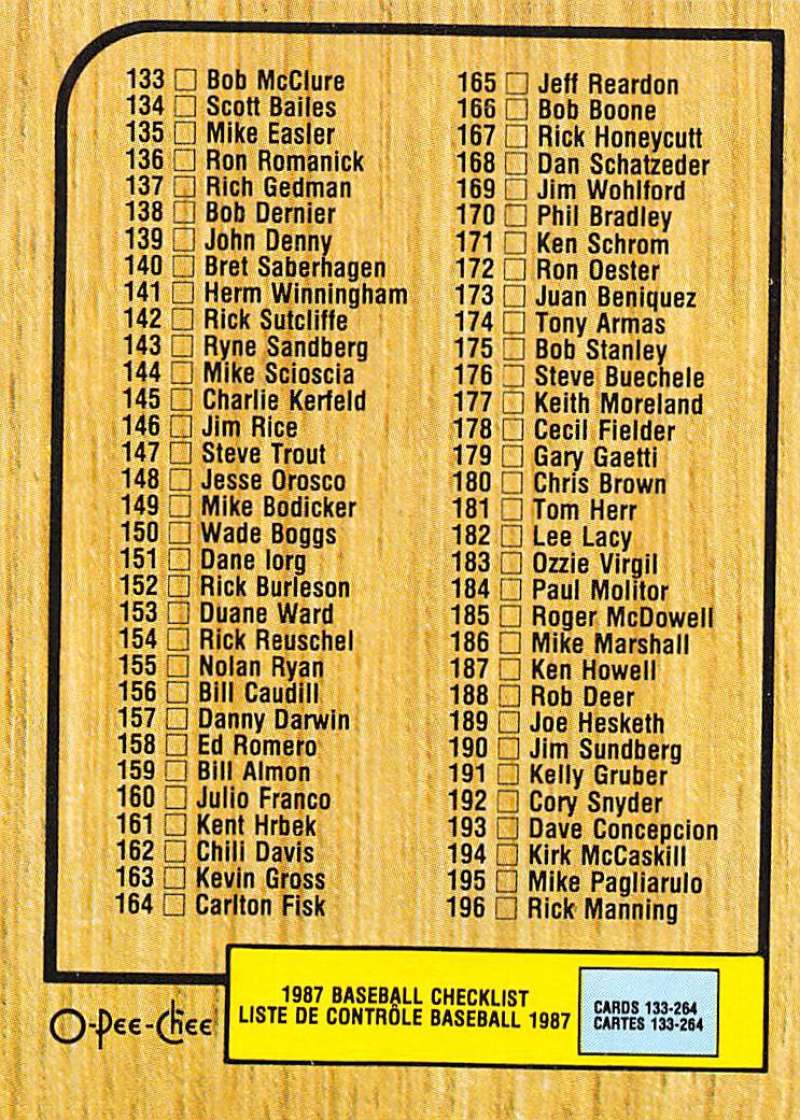 133 Bob McClure
134 Scott Bailes
135 Mike Easler
136 Ron Romanick
137 Rich Gedman
138 Bob Dernier
139 John Denny
140 Bret Saberhagen
141 Herm Winningham
142 Rick Sutcliffe
143 Ryne Sandberg
144 Mike Scioscia
145 Charlie Kerfeld
146 Jim Rice
147 Steve Trout
148 Jesse Orosco
149 Mike Bodicker
150 Wade Boggs
151 Dane Iorg
152 Rick Burleson
153 Duane Ward
154 Rick Reuschel
155 Nolan Ryan
156 Bill Caudill
157 Danny Darwin
158 Ed Romero
159 Bill Almon
160 Julio Franco
161 Kent Hrbek
162 Chili Davis
163 Kevin Gross
164 Carlton Fisk
165 Jeff Reardon
166 Bob Boone
167 Rick Honeycutt
168 Dan Schatzeder
169 Jim Wohlford
170 Phil Bradley
171 Ken Schrom
172 Ron Oester
173 Juan Beniquez
174 Tony Armas
175 Bob Stanley
176 Steve Buechele
177 Keith Moreland
178 Cecil Fielder
179 Gary Gaetti
180 Chris Brown
181 Tom Herr
182 Lee Lacy
183 Ozzie Virgil
184 Paul Molitor
185 Roger McDowell
186 Mike Marshall
187 Ken Howell
188 Rob Deer
189 Joe Hesketh
190 Jim Sundberg
191 Kelly Gruber
192 Cory Snyder
193 Dave Concepcion
194 Kirk McCaskill
195 Mike Pagliarulo
196 Rick Manning
O-Pee-Chee
1987 BASEBALL CHECKLIST
LISTE DE CONTRÔLE BASEBALL 1987
CARDS 133-264
CARTES 133-264